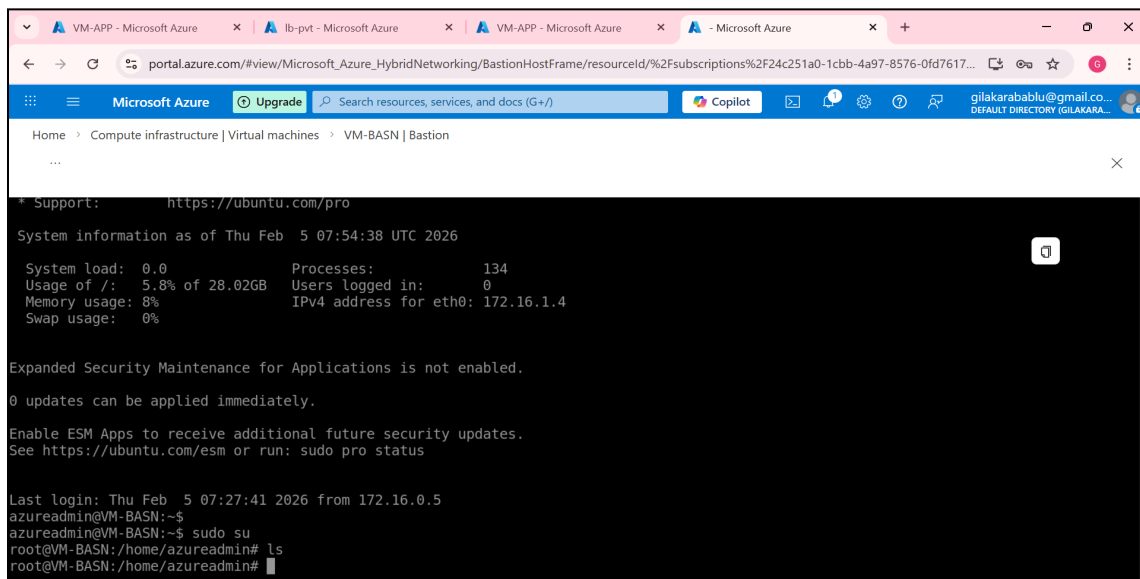 VM-APP - Microsoft Azure
lb-pvt - Microsoft Azure
VM-APP - Microsoft Azure
- Microsoft Azure
portal.azure.com/#view/Microsoft_Azure_HybridNetworking/BastionHostFrame/resourceId/%2Fsubscriptions%2F24c251a0-1cbb-4a97-8576-0fd7617...
G
Microsoft Azure
Upgrade
Search resources, services, and docs (G+/)
Copilot
1
gilakarabablu@gmail.co...
DEFAULT DIRECTORY (GILAKARA...
Home > Compute infrastructure | Virtual machines > VM-BASN | Bastion
...
* Support: https://ubuntu.com/pro
System information as of Thu Feb 5 07:54:38 UTC 2026
System load: 0.0 Processes: 134
Usage of /: 5.8% of 28.02GB Users logged in: 0
Memory usage: 8% IPv4 address for eth0: 172.16.1.4
Swap usage: 0%
Expanded Security Maintenance for Applications is not enabled.
0 updates can be applied immediately.
Enable ESM Apps to receive additional future security updates.
See https://ubuntu.com/esm or run: sudo pro status
Last login: Thu Feb 5 07:27:41 2026 from 172.16.0.5
azureadmin@VM-BASN:~$
azureadmin@VM-BASN:~$ sudo su
root@VM-BASN:/home/azureadmin# ls
root@VM-BASN:/home/azureadmin#